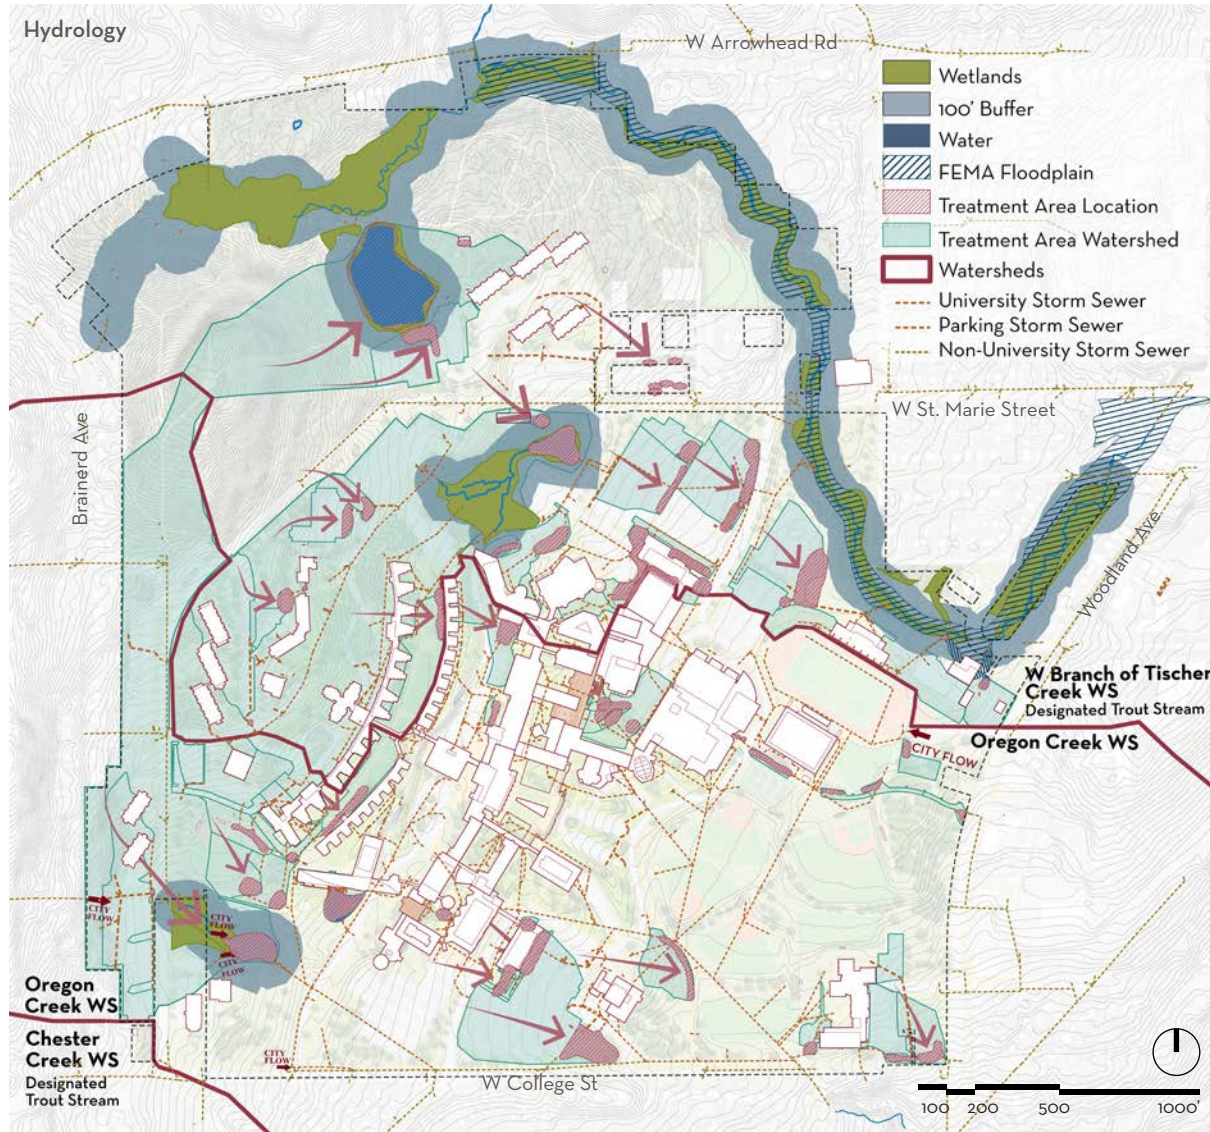 Hydrology
W Arrowhead Rd
Wetlands
100' Buffer
Water
FEMA Floodplain
Treatment Area Location
Treatment Area Watershed
Watersheds
University Storm Sewer
Parking Storm Sewer
Non-University Storm Sewer
W St. Marie Street
Brainerd Ave
Woodland Ave
W Branch of Tischer
Creek WS
Designated Trout Stream
Oregon Creek WS
CITY FLOW
CITY
FLOW
CITY
FLOW
CITY
FLOW
Oregon
Creek WS
Chester
Creek WS
Designated
Trout Stream
CITY
FLOW
W College St
100 200 500 1000'